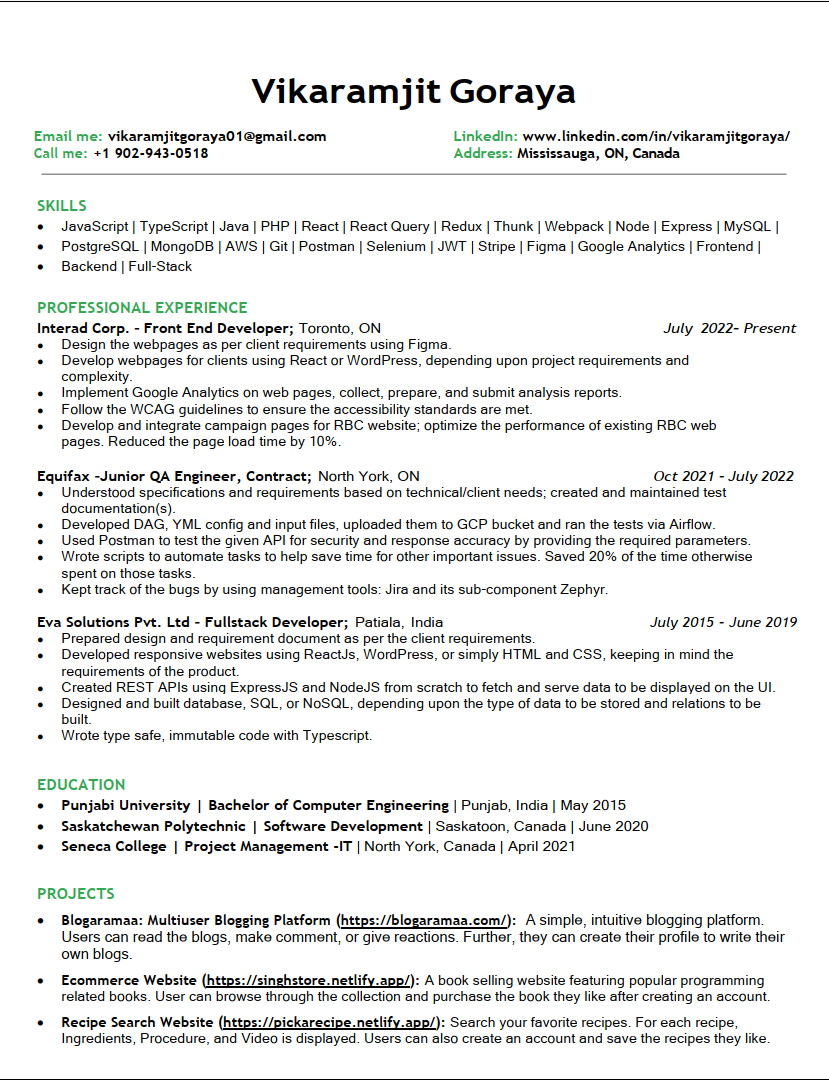 Vikaramjit Goraya
Email me: vikaramjitgoraya01@gmail.com LinkedIn: www.linkedin.com/in/vikaramjitgoraya/
Call me: +1 902-943-0518 Address: Mississauga, ON, Canada
SKILLS
• JavaScript | TypeScript | Java | PHP | React | React Query | Redux | Thunk | Webpack | Node | Express | MySQL |
• PostgreSQL | MongoDB | AWS | Git | Postman | Selenium | JWT | Stripe | Figma | Google Analytics | Frontend |
• Backend | Full-Stack
PROFESSIONAL EXPERIENCE
Interad Corp. – Front End Developer; Toronto, ON July 2022– Present
• Design the webpages as per client requirements using Figma.
• Develop webpages for clients using React or WordPress, depending upon project requirements and
complexity.
• Implement Google Analytics on web pages, collect, prepare, and submit analysis reports.
• Follow the WCAG guidelines to ensure the accessibility standards are met.
• Develop and integrate campaign pages for RBC website; optimize the performance of existing RBC web
pages. Reduced the page load time by 10%.
Equifax –Junior QA Engineer, Contract; North York, ON Oct 2021 – July 2022
• Understood specifications and requirements based on technical/client needs; created and maintained test
documentation(s).
• Developed DAG, YML config and input files, uploaded them to GCP bucket and ran the tests via Airflow.
• Used Postman to test the given API for security and response accuracy by providing the required parameters.
• Wrote scripts to automate tasks to help save time for other important issues. Saved 20% of the time otherwise
spent on those tasks.
• Kept track of the bugs by using management tools: Jira and its sub-component Zephyr.
Eva Solutions Pvt. Ltd – Fullstack Developer; Patiala, India July 2015 – June 2019
• Prepared design and requirement document as per the client requirements.
• Developed responsive websites using ReactJs, WordPress, or simply HTML and CSS, keeping in mind the
requirements of the product.
• Created REST APIs using ExpressJS and NodeJS from scratch to fetch and serve data to be displayed on the UI.
• Designed and built database, SQL, or NoSQL, depending upon the type of data to be stored and relations to be
built.
• Wrote type safe, immutable code with Typescript.
EDUCATION
• Punjabi University | Bachelor of Computer Engineering | Punjab, India | May 2015
• Saskatchewan Polytechnic | Software Development | Saskatoon, Canada | June 2020
• Seneca College | Project Management -IT | North York, Canada | April 2021
PROJECTS
• Blogaramaa: Multiuser Blogging Platform (https://blogaramaa.com/): A simple, intuitive blogging platform.
Users can read the blogs, make comment, or give reactions. Further, they can create their profile to write their
own blogs.
• Ecommerce Website (https://singhstore.netlify.app/): A book selling website featuring popular programming
related books. User can browse through the collection and purchase the book they like after creating an account.
• Recipe Search Website (https://pickarecipe.netlify.app/): Search your favorite recipes. For each recipe,
Ingredients, Procedure, and Video is displayed. Users can also create an account and save the recipes they like.